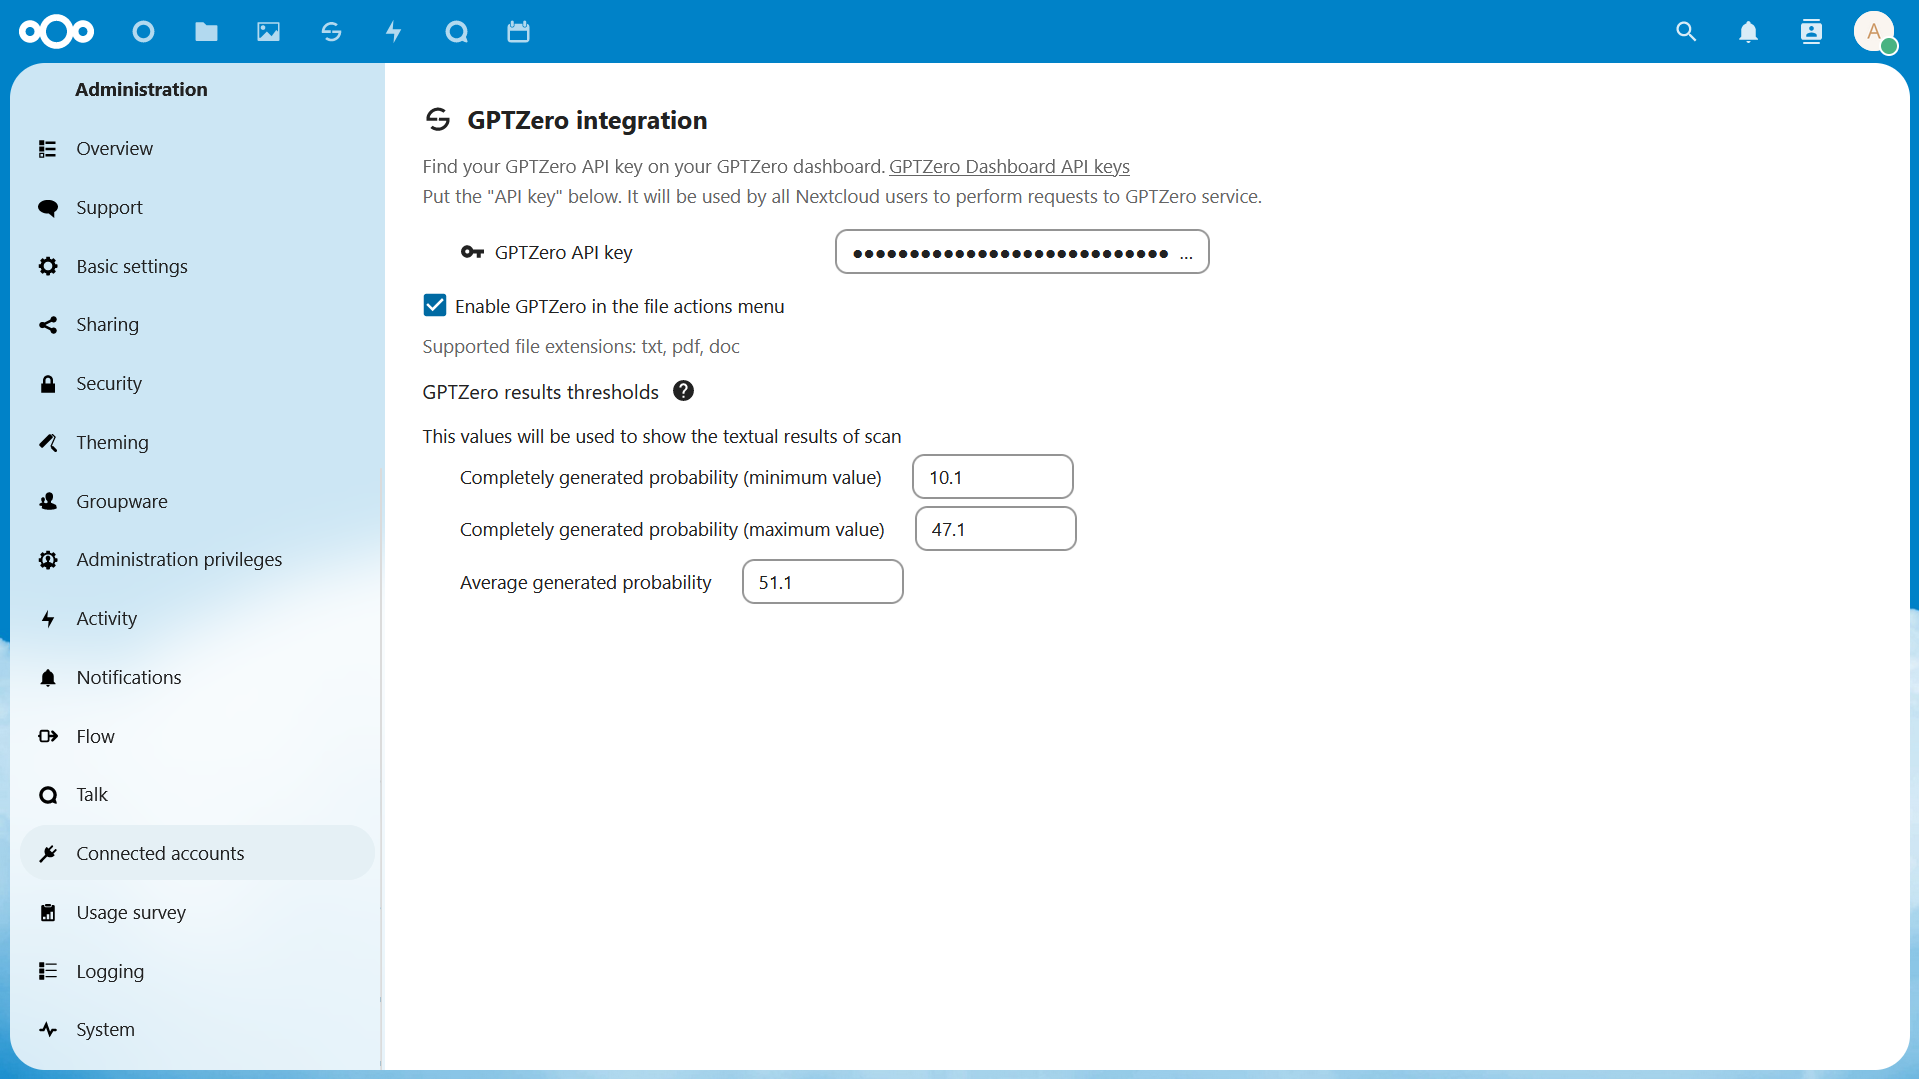 A
Administration
Overview
Support
Basic settings
Sharing
Security
Theming
Groupware
Administration privileges
Activity
Notifications
Flow
Talk
Connected accounts
Usage survey
Logging
System
GPTZero integration
Find your GPTZero API key on your GPTZero dashboard. GPTZero Dashboard API keys
Put the "API key" below. It will be used by all Nextcloud users to perform requests to GPTZero service.
GPTZero API key ●●●●●●●●●●●●●●●●●●●●●●●●●●●● ...
Enable GPTZero in the file actions menu
Supported file extensions: txt, pdf, doc
GPTZero results thresholds ?
This values will be used to show the textual results of scan
Completely generated probability (minimum value) 10.1
Completely generated probability (maximum value) 47.1
Average generated probability 51.1